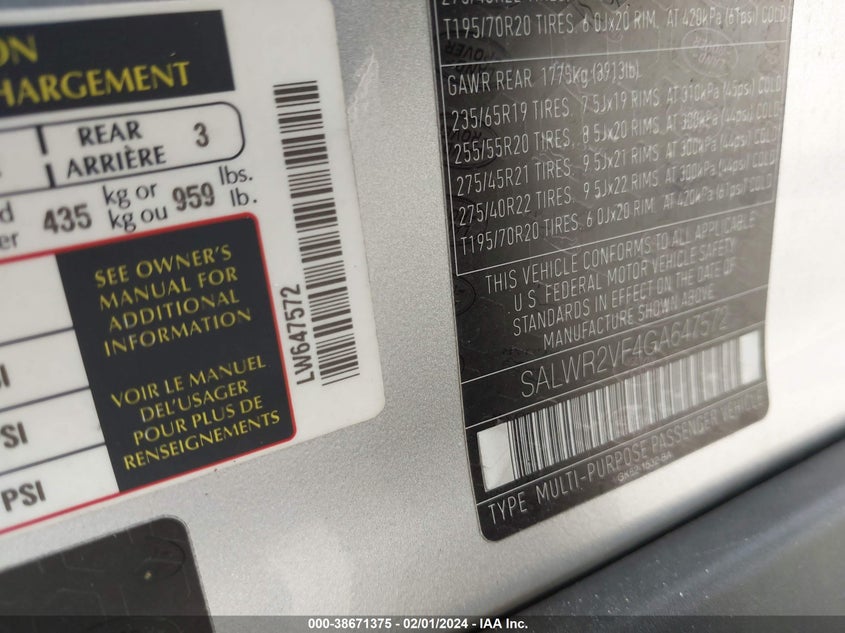 ON
HARGEMENT
REAR
ARRIÈRE 3
435 kg or kg ou 959 lbs. lb.
SEE OWNER'S
MANUAL FOR
ADDITIONAL
INFORMATION
VOIR LE MANUEL
DEL'USAGER
POUR PLUS DE
RENSEIGNEMENTS
SI
PSI
LW647572
T195/70R20 TIRES. 6.0Jx20 RIM. AT 420kPa (61psi) COLD
GAWR REAR. 1775kg (3913lb).
235/65R19 TIRES. 7.5Jx19 RIMS. AT 310kPa (45psi) COLD
255/55R20 TIRES. 8.5Jx20 RIMS. AT 300kPa (44psi) COLD
275/45R21 TIRES. 9.5Jx21 RIMS. AT 300kPa (44psi) COLD
275/40R22 TIRES. 9.5Jx22 RIMS. AT 300kPa (44psi) COLD
T195/70R20 TIRES. 6.0Jx20 RIM. AT 420kPa (61psi) COLD
THIS VEHICLE CONFORMS TO ALL APPLICABLE
U.S. FEDERAL MOTOR VEHICLE SAFETY
STANDARDS IN EFFECT ON THE DATE OF
MANUFACTURE SHOWN ABOVE.
SALWR2VF4GA647572
TYPE: MULTI-PURPOSE PASSENGER VEHICLE
000-38671375 - 02/01/2024 - IAA Inc.